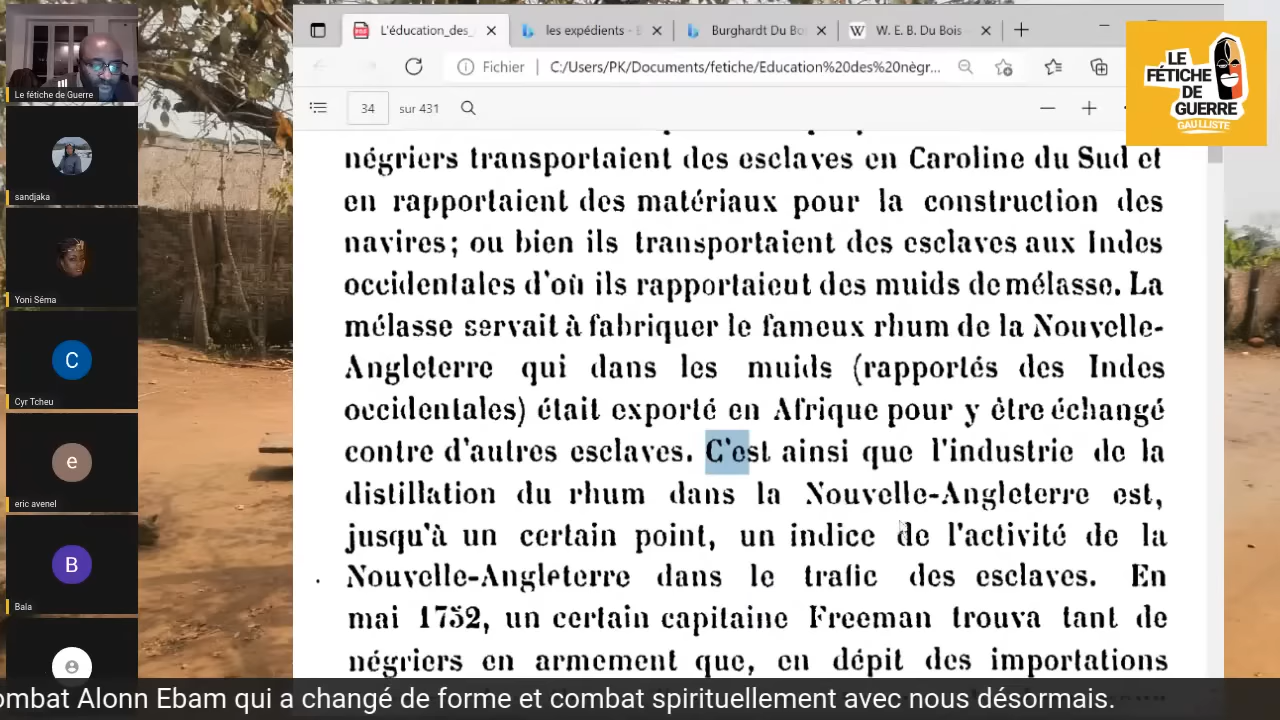 L'éducation_des_
les expédients -
Burghardt Du Bo
W. E. B. Du Bois
Fichier
C:/Users/PK/Documents/fetiche/Education%20des%20nègr...
34
sur 431
négriers transportaient des esclaves en Caroline du Sud et
en rapportaient des matériaux pour la construction des
navires; ou bien ils transportaient des esclaves aux Indes
occidentales d'où ils rapportaient des muids de mélasse. La
mélasse servait à fabriquer le fameux rhum de la Nouvelle-
Angleterre qui dans les muids (rapportés des Indes
occidentales) était exporté en Afrique pour y être échangé
contre d'autres esclaves. C'est ainsi que l'industrie de la
distillation du rhum dans la Nouvelle-Angleterre est,
jusqu'à un certain point, un indice de l'activité de la
Nouvelle-Angleterre dans le trafic des esclaves. En
mai 1752, un certain capitaine Freeman trouva tant de
négriers en armement que, en dépit des importations
LE
FÉTICHE
DE
GUERRE
GAULLISTE
Le fétiche de Guerre
sandjaka
Yoni Séma
C
Cyr Tcheu
e
eric avenel
B
Bala
ombat Alonn Ebam qui a changé de forme et combat spirituellement avec nous désormais.